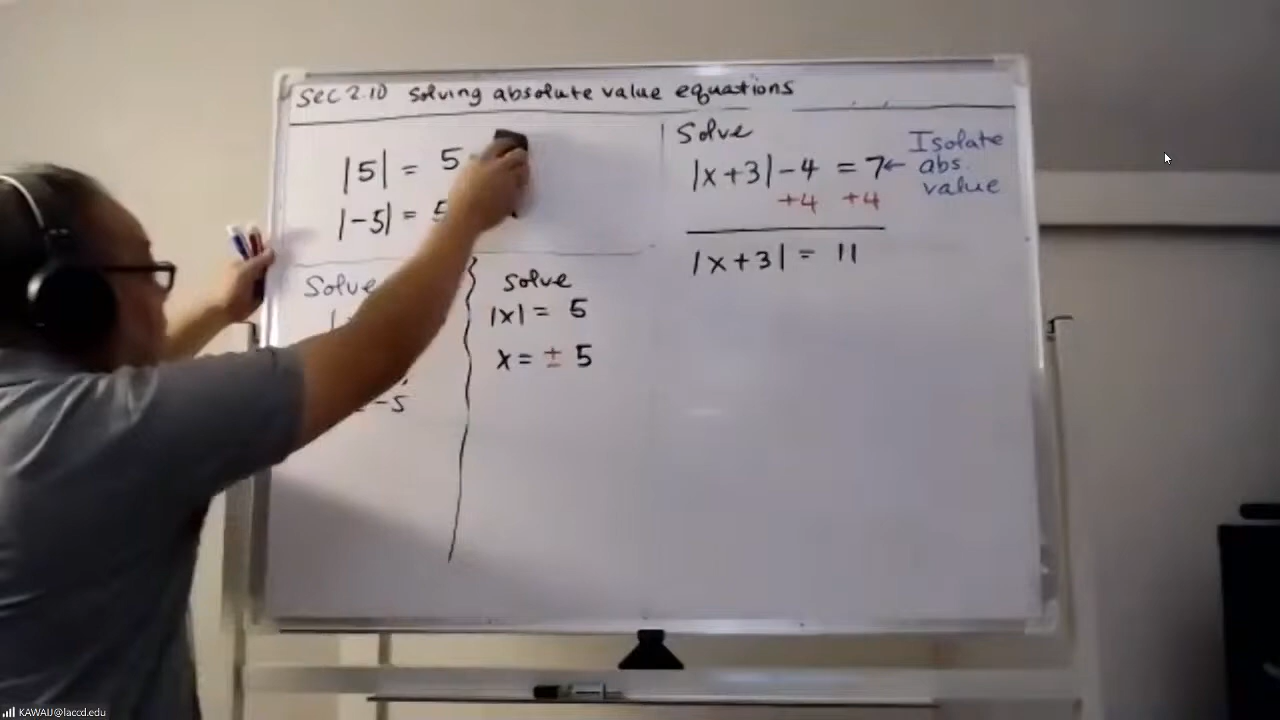 Sec 2.10 Solving absolute value equations
|5| = 5
|-5| = 5
Solve
-5
Solve
|x| = 5
x = ± 5
Solve
|x+3| - 4 = 7 ← Isolate abs. value
+4 +4
|x+3| = 11
KAWAIJ@laccd.edu